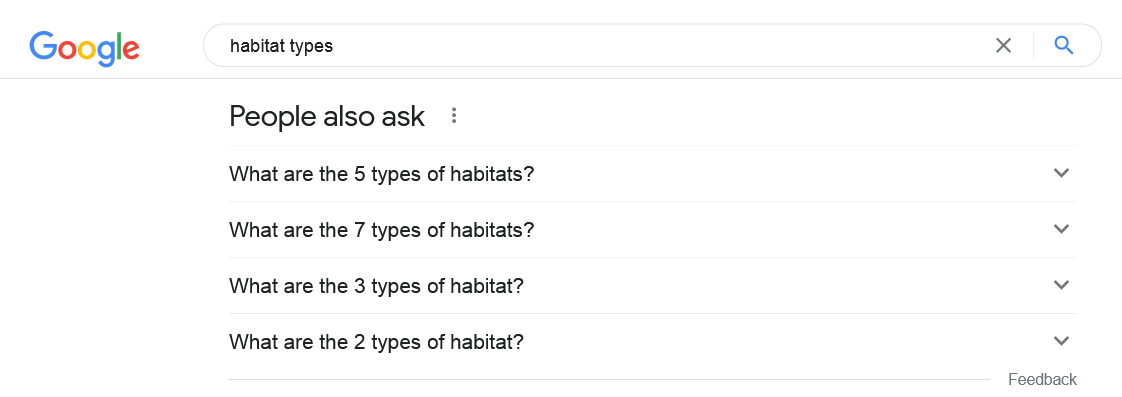 Google
habitat types
People also ask
What are the 5 types of habitats?
What are the 7 types of habitats?
What are the 3 types of habitat?
What are the 2 types of habitat?
Feedback